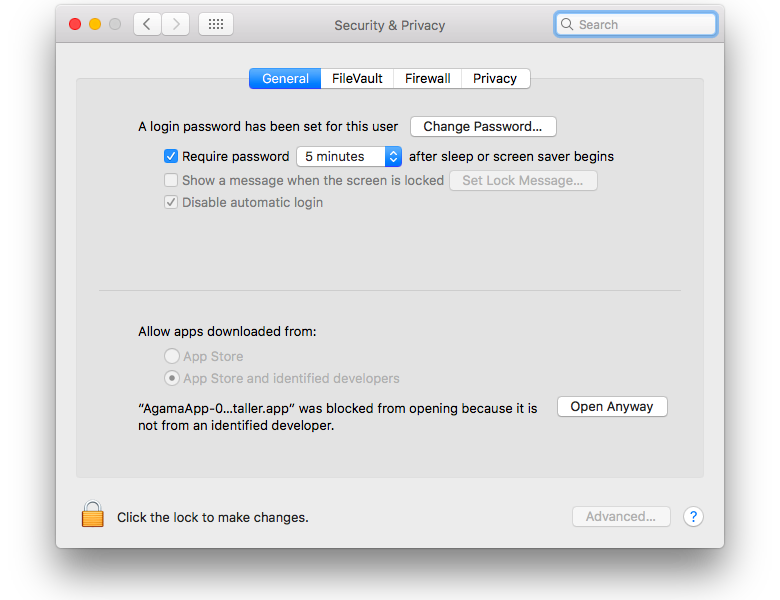 Security & Privacy
Search
General FileVault Firewall Privacy
A login password has been set for this user Change Password...
Require password 5 minutes after sleep or screen saver begins
Show a message when the screen is locked Set Lock Message...
Disable automatic login
Allow apps downloaded from:
App Store
App Store and identified developers
“AgamaApp-0...taller.app” was blocked from opening because it is Open Anyway
not from an identified developer.
Click the lock to make changes. Advanced... ?